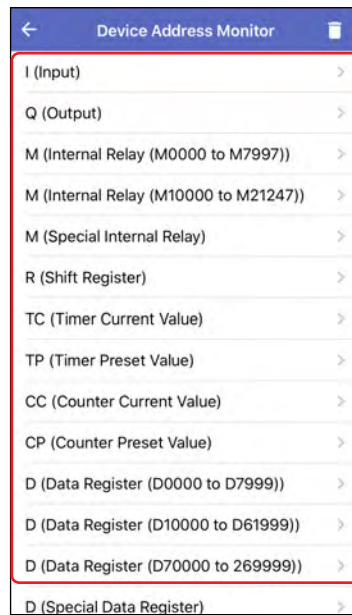 Device Address Monitor
I (Input)
Q (Output)
M (Internal Relay (M0000 to M7997))
M (Internal Relay (M10000 to M21247))
M (Special Internal Relay)
R (Shift Register)
TC (Timer Current Value)
TP (Timer Preset Value)
CC (Counter Current Value)
CP (Counter Preset Value)
D (Data Register (D0000 to D7999))
D (Data Register (D10000 to D61999))
D (Data Register (D70000 to 269999))
D (Special Data Register)